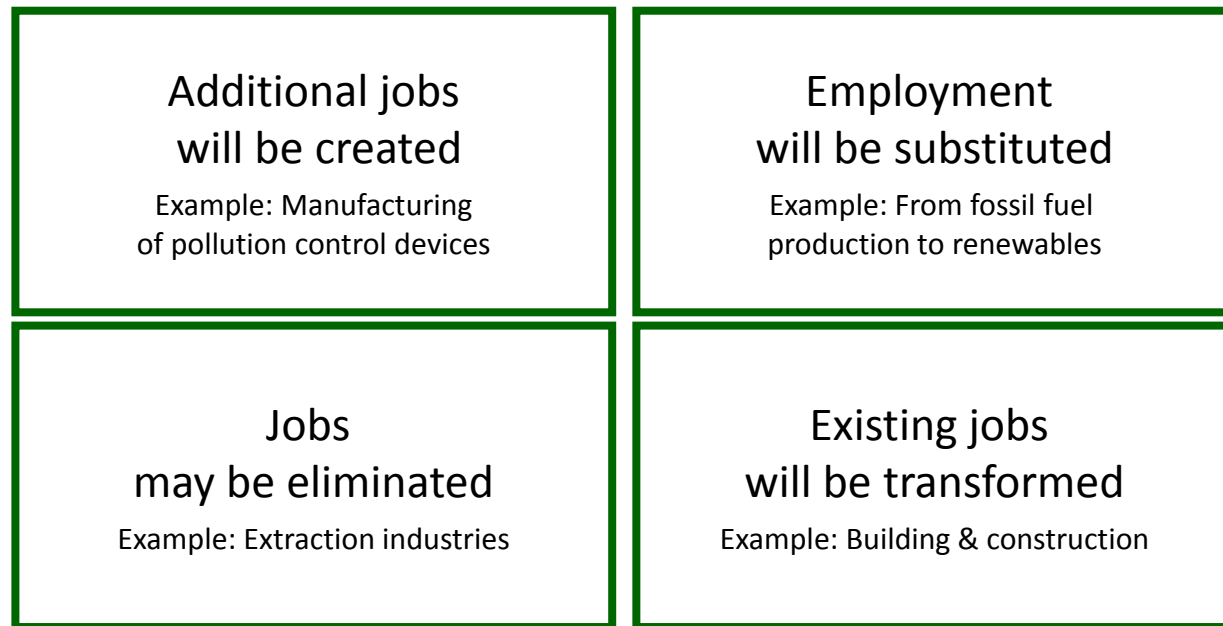 Additional jobs
will be created
Example: Manufacturing
of pollution control devices
Employment
will be substituted
Example: From fossil fuel
production to renewables
Jobs
may be eliminated
Example: Extraction industries
Existing jobs
will be transformed
Example: Building & construction